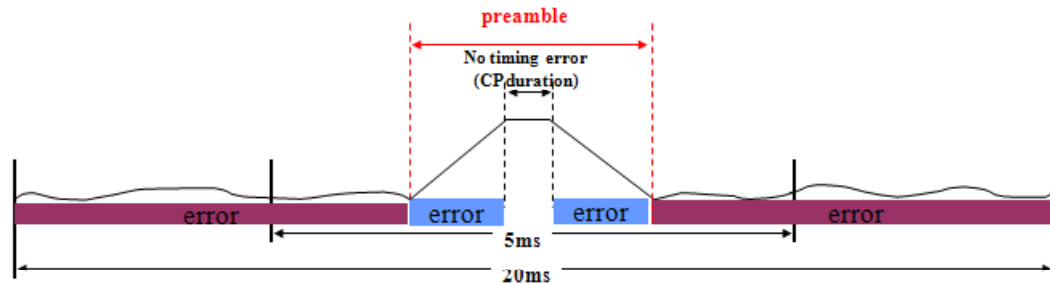 preamble
No timing error
(CP duration)
error
error
error
error
5ms
20ms